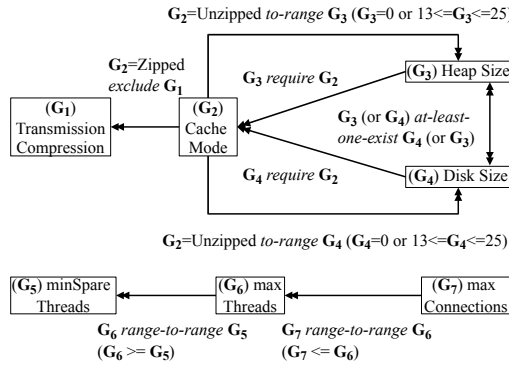 G2=Unzipped to-range G3 (G3=0 or 13<=G3<=25)
G2=Zipped
exclude G1
G3 require G2
(G3) Heap Size
(G1)
Transmission
Compression
(G2)
Cache
Mode
G3 (or G4) at-least-
one-exist G4 (or G3)
G4 require G2
(G4) Disk Size
G2=Unzipped to-range G4 (G4=0 or 13<=G4<=25)
(G5) minSpare
Threads
(G6) max
Threads
(G7) max
Connections
G6 range-to-range G5
(G6 >= G5)
G7 range-to-range G6
(G7 <= G6)